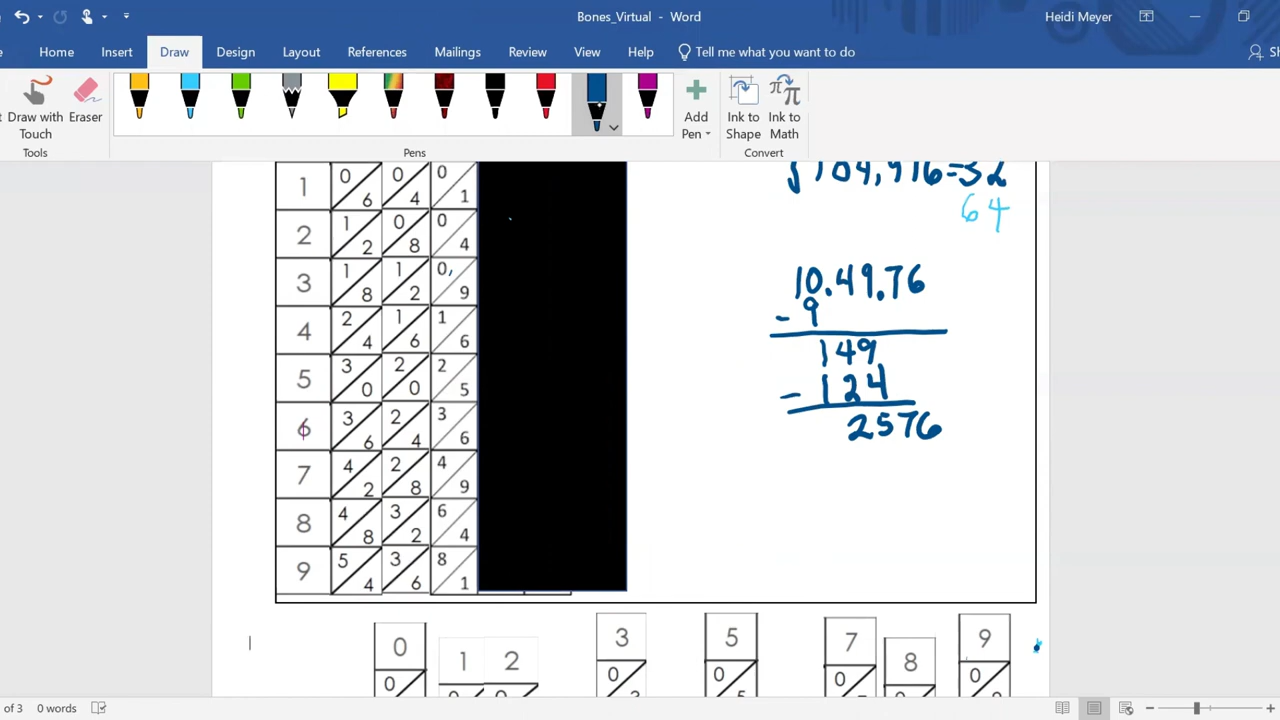 Bones_Virtual - Word Heidi Meyer
Home Insert Draw Design Layout References Mailings Review View Help Tell me what you want to do
Draw with Touch
Eraser
Add Pen
Ink to Shape
Ink to Math
Tools Pens Convert
1 0 6 0 4 0 1
2 1 2 0 8 0 4
3 1 8 1 2 0, 9
4 2 4 1 6 1 6
5 3 0 2 0 2 5
6 3 6 2 4 3 6
7 4 2 2 8 4 9
8 4 8 3 2 6 4
9 5 4 3 6 8 1
√104,976=32
64
10.49.76
- 9
149
- 124
2576
0 1 2 3 5 7 8 9
0 0 0 0 0
of 3 0 words